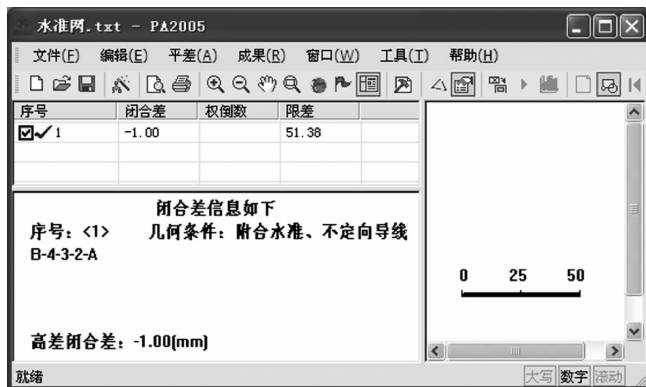 水准网.txt - PA2005
文件(F) 编辑(E) 平差(A) 成果(R) 窗口(W) 工具(T) 帮助(H)
序号 闭合差 权倒数 限差
1 -1.00 51.38
闭合差信息如下
序号：<1> 几何条件：附合水准、不定向导线
B-4-3-2-A
0 25 50
高差闭合差：-1.00(mm)
就绪 大写 数字 滚动